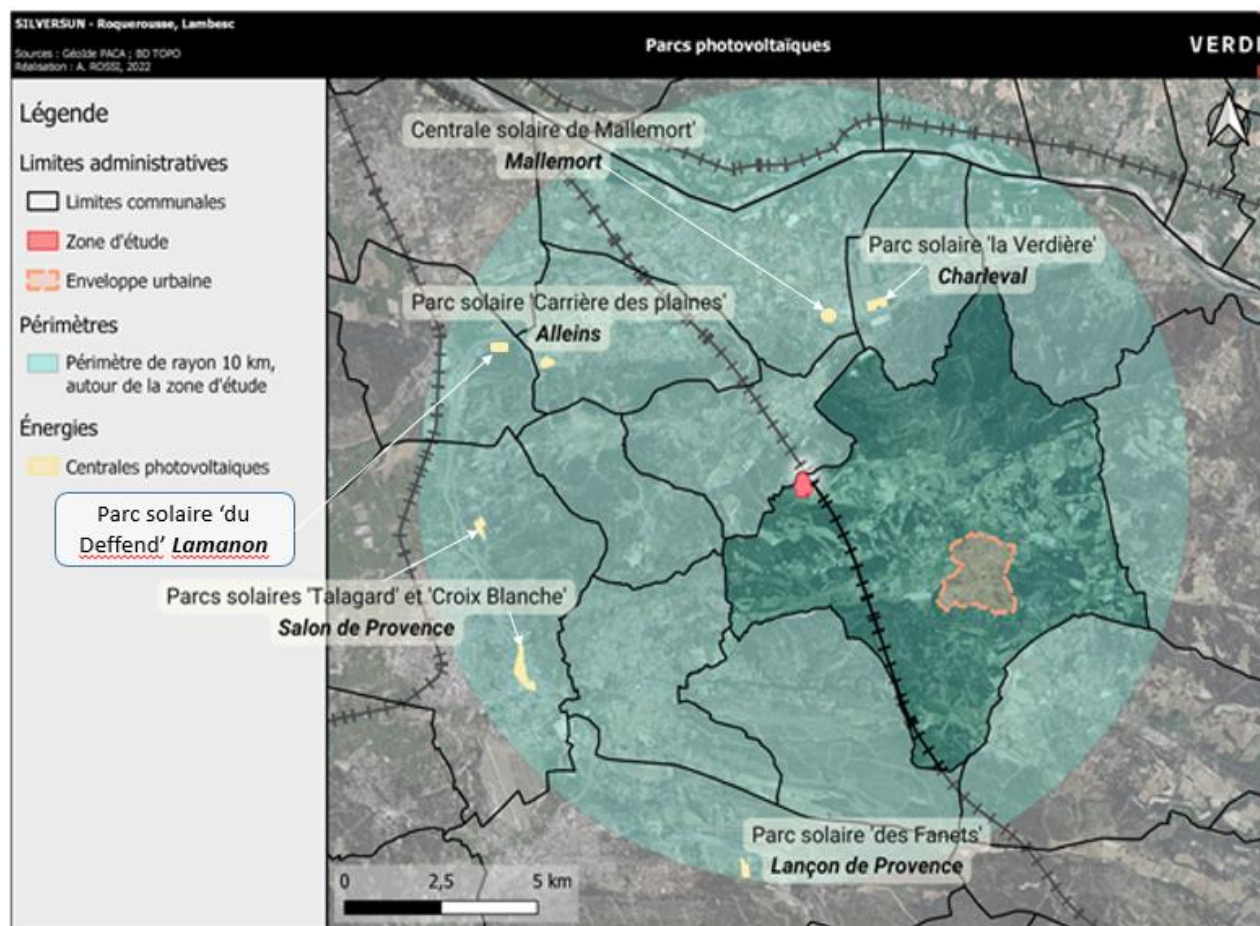 SILVERSUN - Roquerousse, Lambesc
Sources : Géoide PACA ; BD TOPO
Réalisation : A. ROSSI, 2022
Parcs photovoltaïques
VERDI
Légende
Limites administratives
Limites communales
Zone d'étude
Enveloppe urbaine
Périmètres
Périmètre de rayon 10 km,
autour de la zone d'étude
Énergies
Centrales photovoltaiques
Parc solaire ‘du
Deffend’ Lamanon
Centrale solaire de Mallemort'
Mallemort
Parc solaire 'la Verdière'
Charleval
Parc solaire 'Carrière des plaines'
Alleins
Parcs solaires 'Talagard' et 'Croix Blanche'
Salon de Provence
Parc solaire 'des Fanets'
Lançon de Provence
0 2,5 5 km